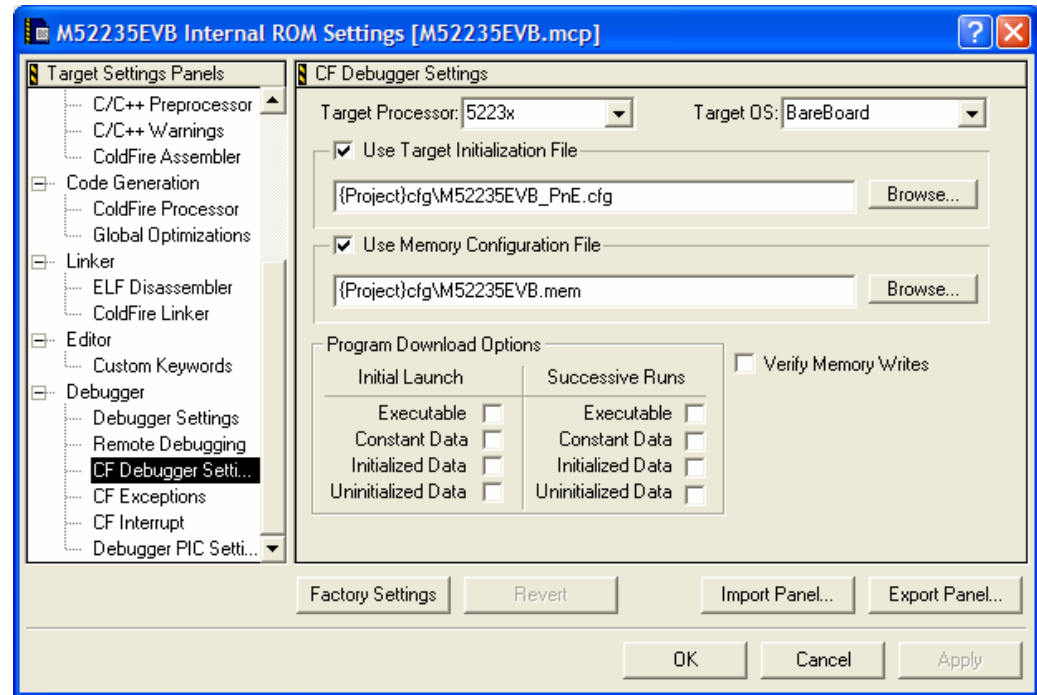 M52235EVB Internal ROM Settings [M52235EVB.mcp]
Target Settings Panels
C/C++ Preprocessor
C/C++ Warnings
ColdFire Assembler
Code Generation
ColdFire Processor
Global Optimizations
Linker
ELF Disassembler
ColdFire Linker
Editor
Custom Keywords
Debugger
Debugger Settings
Remote Debugging
CF Debugger Setti...
CF Exceptions
CF Interrupt
Debugger PIC Setti...
CF Debugger Settings
Target Processor: 5223x Target OS: BareBoard
Use Target Initialization File
{Project}cfg\M52235EVB_PnE.cfg Browse...
Use Memory Configuration File
{Project}cfg\M52235EVB.mem Browse...
Program Download Options
Verify Memory Writes
Initial Launch Successive Runs
Executable Executable
Constant Data Constant Data
Initialized Data Initialized Data
Uninitialized Data Uninitialized Data
Factory Settings Revert Import Panel... Export Panel...
OK Cancel Apply